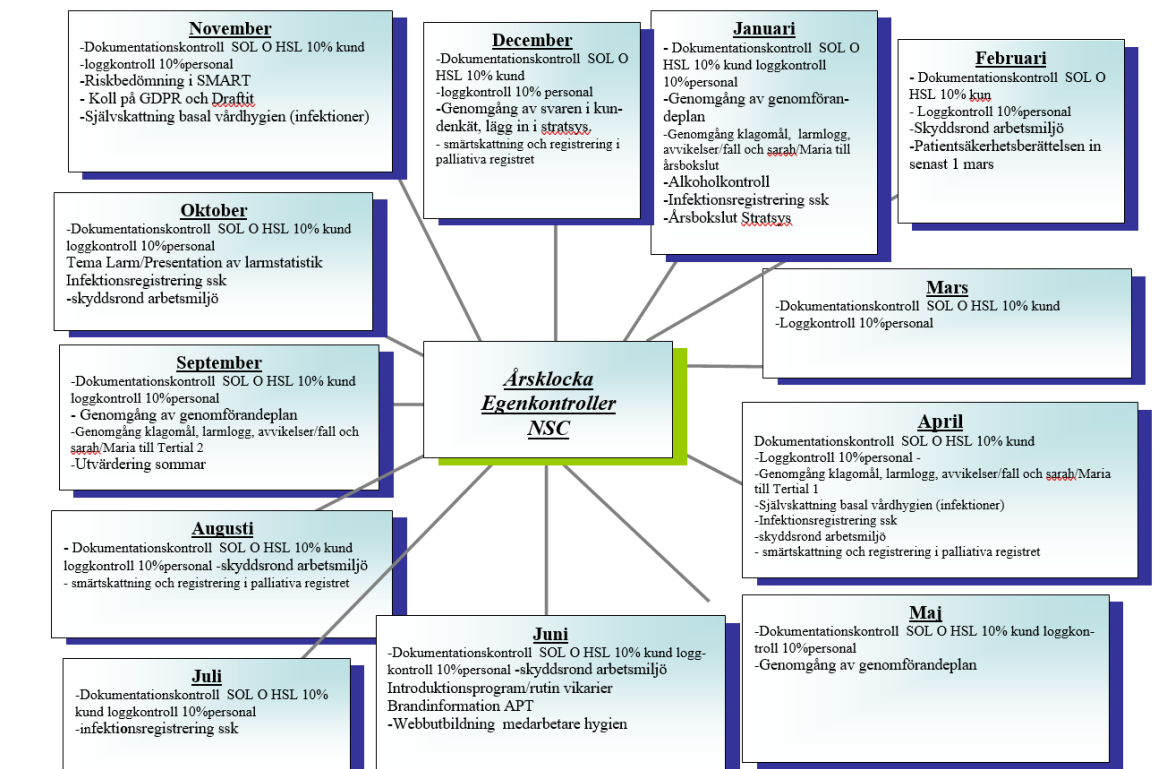 November
-Dokumentationskontroll SOL O HSL 10% kund
-loggkontroll 10%personal
-Riskbedömning i SMART
- Koll på GDPR och Draftit
-Självskattning basal vårdhygien (infektioner)
December
-Dokumentationskontroll SOL O
HSL 10% kund
-loggkontroll 10% personal
-Genomgång av svaren i kun-
denkät, lägg in i stratsys.
- smärtskattning och registrering i
palliativa registret
Januari
- Dokumentationskontroll SOL O
HSL 10% kund loggkontroll
10%personal
-Genomgång av genomföran-
deplan
-Genomgång klagomål, larmlogg,
avvikelser/fall och sarah/Maria till
årsbokslut
-Alkoholkontroll
-Infektionsregistrering ssk
-Årsbokslut Stratsys
Februari
- Dokumentationskontroll SOL O
HSL 10% kun
- Loggkontroll 10%personal
-Skyddsrond arbetsmiljö
-Patientsäkerhetsberättelsen in
senast 1 mars
Oktober
-Dokumentationskontroll SOL O HSL 10% kund
loggkontroll 10%personal
Tema Larm/Presentation av larmstatistik
Infektionsregistrering ssk
-skyddsrond arbetsmiljö
Mars
-Dokumentationskontroll SOL O HSL 10% kund
-Loggkontroll 10%personal
September
-Dokumentationskontroll SOL O HSL 10% kund
loggkontroll 10%personal
- Genomgång av genomförandeplan
-Genomgång klagomål, larmlogg, avvikelser/fall och
sarah/Maria till Tertial 2
-Utvärdering sommar
Årsklocka
Egenkontroller
NSC
April
Dokumentationskontroll SOL O HSL 10% kund
-Loggkontroll 10%personal -
-Genomgång klagomål, larmlogg, avvikelser/fall och sarah/Maria
till Tertial 1
-Självskattning basal vårdhygien (infektioner)
-Infektionsregistrering ssk
-skyddsrond arbetsmiljö
- smärtskattning och registrering i palliativa registret
Augusti
- Dokumentationskontroll SOL O HSL 10% kund
loggkontroll 10%personal -skyddsrond arbetsmiljö
- smärtskattning och registrering i palliativa registret
Juli
-Dokumentationskontroll SOL O HSL 10%
kund loggkontroll 10%personal
-infektionsregistrering ssk
Juni
-Dokumentationskontroll SOL O HSL 10% kund logg-
kontroll 10%personal -skyddsrond arbetsmiljö
Introduktionsprogram/rutin vikarier
Brandinformation APT
-Webbutbildning medarbetare hygien
Maj
-Dokumentationskontroll SOL O HSL 10% kund loggkon-
troll 10%personal
-Genomgång av genomförandeplan